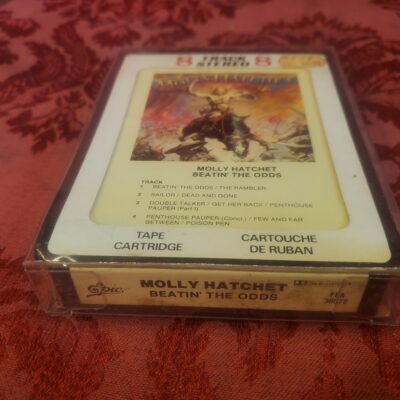 8 TRACK STEREO 8
MOLLY HATCHET
BEATIN' THE ODDS
TRACK
1 BEATIN' THE ODDS / THE RAMBLER
2 SAILOR / DEAD AND GONE
3 DOUBLE TALKER / GET HER BACK / PENTHOUSE
PAUPER (Part I)
4 PENTHOUSE PAUPER (Concl.) / FEW AND FAR
BETWEEN / POISON PEN
TAPE
CARTRIDGE
CARTOUCHE
DE RUBAN
Epic
MOLLY HATCHET
BEATIN' THE ODDS